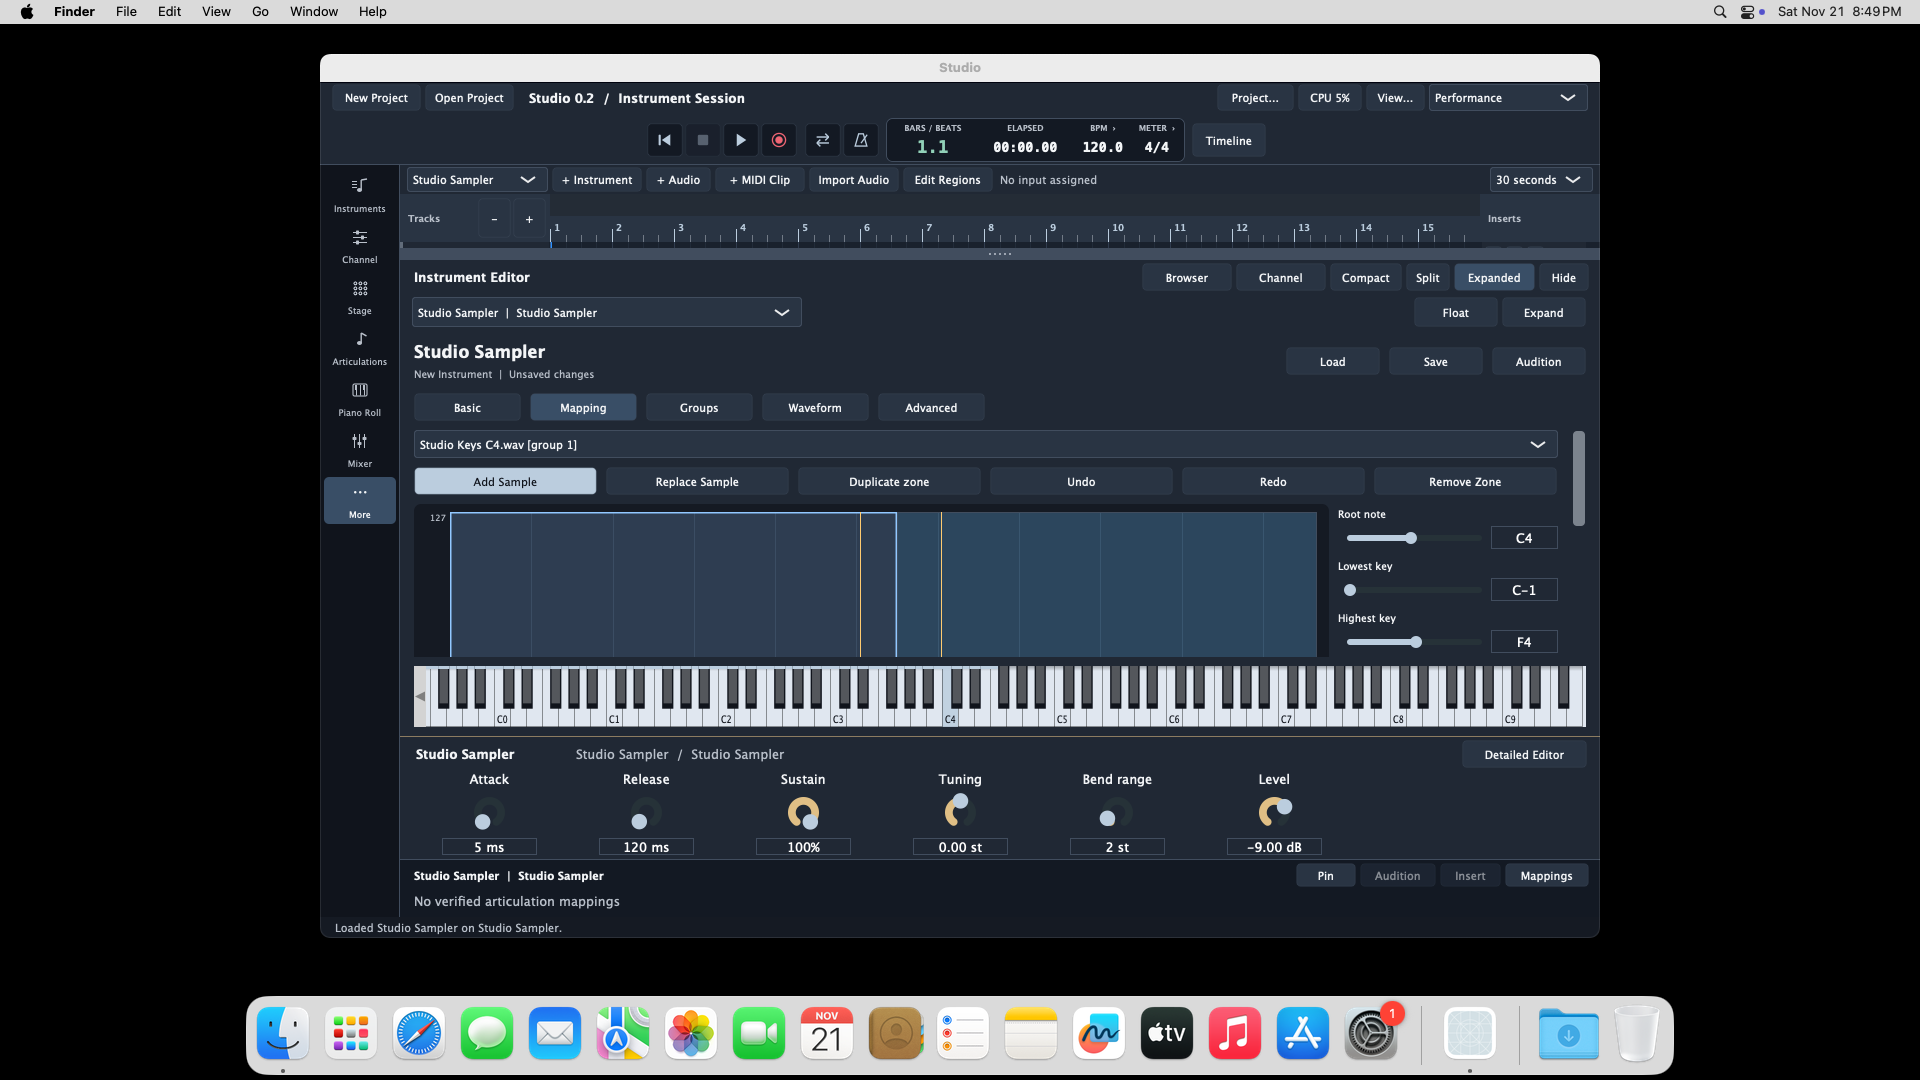 Finder File Edit View Go Window Help
Sat Nov 21 8:49 PM
Studio
New Project Open Project Studio 0.2 / Instrument Session Project... CPU 5% View... Performance
BARS / BEATS ELAPSED BPM › METER ›
1.1 00:00.00 120.0 4/4 Timeline
Studio Sampler + Instrument + Audio + MIDI Clip Import Audio Edit Regions No input assigned 30 seconds
Instruments
Channel
Stage
Articulations
Piano Roll
Mixer
More
Tracks - + Inserts
1 2 3 4 5 6 7 8 9 10 11 12 13 14 15
Instrument Editor Browser Channel Compact Split Expanded Hide
Studio Sampler | Studio Sampler Float Expand
Studio Sampler
New Instrument | Unsaved changes Load Save Audition
Basic Mapping Groups Waveform Advanced
Studio Keys C4.wav [group 1]
Add Sample Replace Sample Duplicate zone Undo Redo Remove Zone
127
Root note
C4
Lowest key
C-1
Highest key
F4
C0 C1 C2 C3 C4 C5 C6 C7 C8 C9
Studio Sampler Studio Sampler / Studio Sampler Detailed Editor
Attack Release Sustain Tuning Bend range Level
5 ms 120 ms 100% 0.00 st 2 st -9.00 dB
Studio Sampler | Studio Sampler Pin Audition Insert Mappings
No verified articulation mappings
Loaded Studio Sampler on Studio Sampler.
NOV
21
tv
1